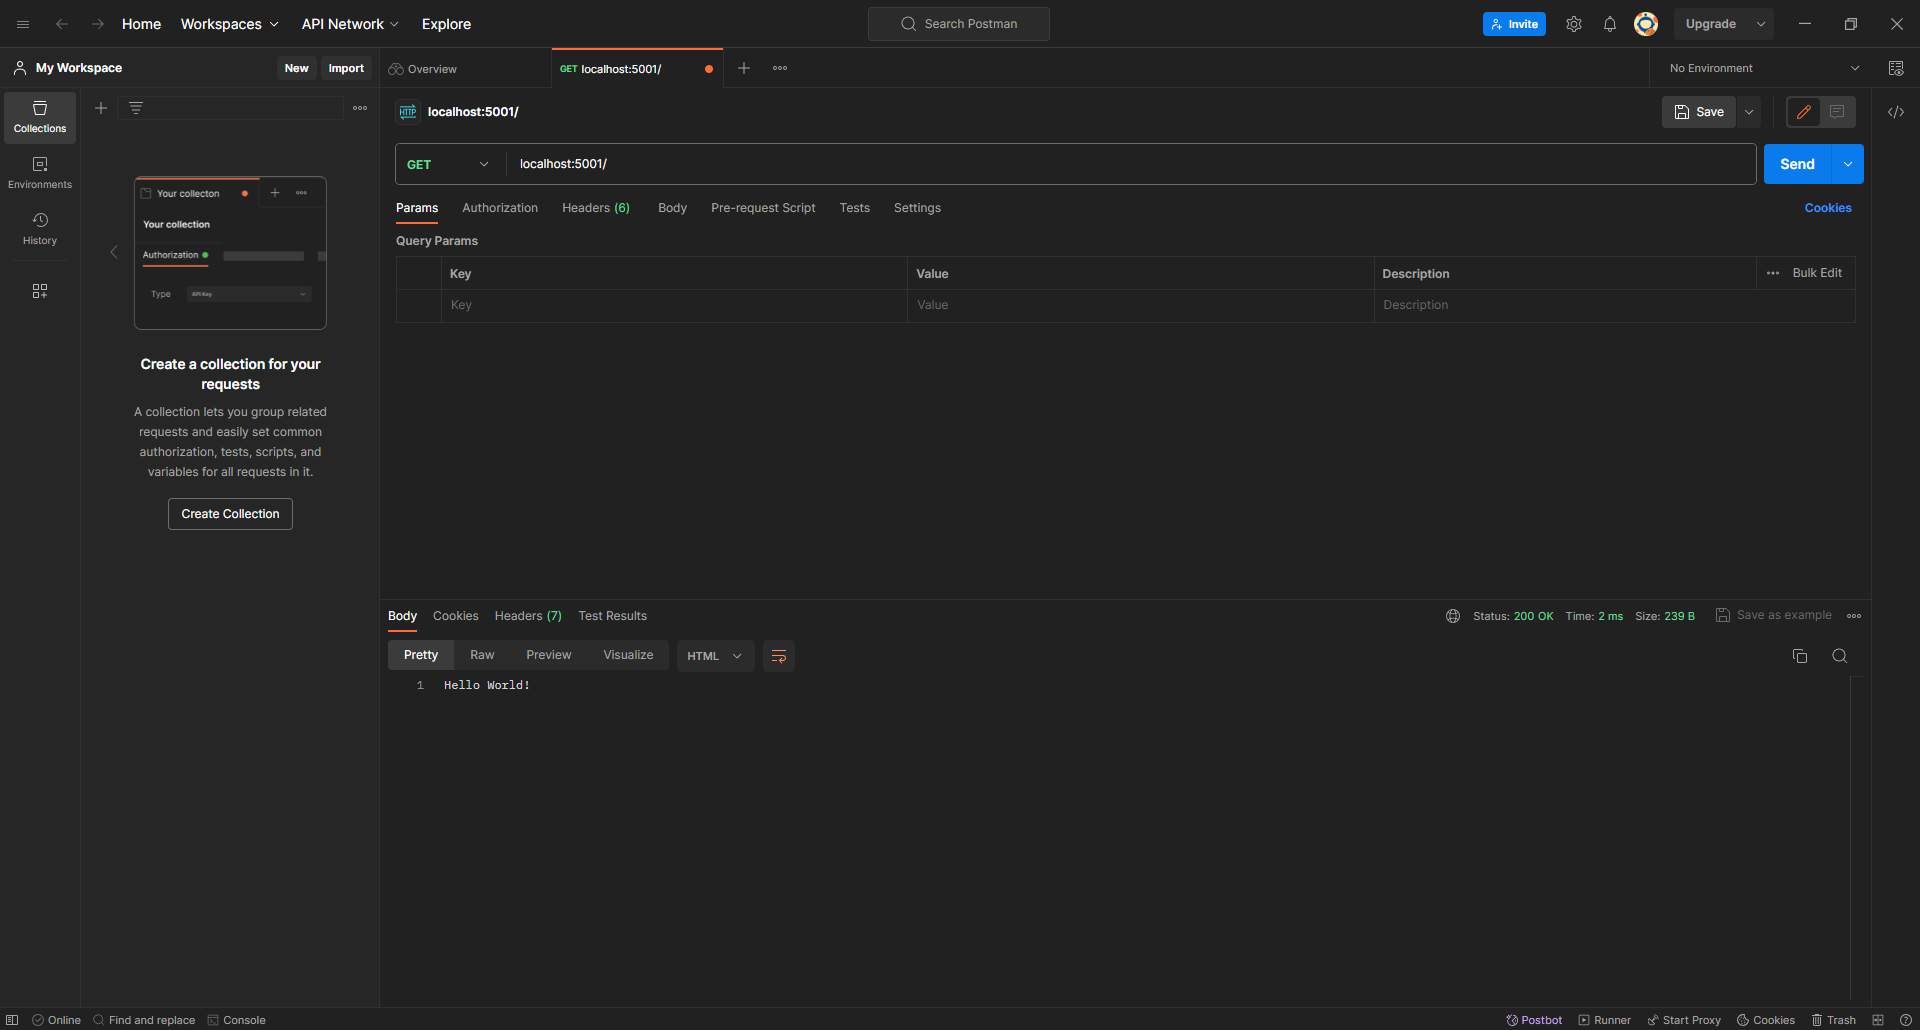 Home Workspaces API Network Explore Search Postman Invite Upgrade
My Workspace New Import Overview GET localhost:5001/ No Environment
Collections
Environments
History
Your collecton
Your collection
Authorization
Type API Key
Create a collection for your
requests
A collection lets you group related
requests and easily set common
authorization, tests, scripts, and
variables for all requests in it.
Create Collection
HTTP localhost:5001/ Save
GET localhost:5001/ Send
Params Authorization Headers (6) Body Pre-request Script Tests Settings Cookies
Query Params
Key Value Description Bulk Edit
Key Value Description
Body Cookies Headers (7) Test Results Status: 200 OK Time: 2 ms Size: 239 B Save as example
Pretty Raw Preview Visualize HTML
1 Hello World!
Online Find and replace Console Postbot Runner Start Proxy Cookies Trash